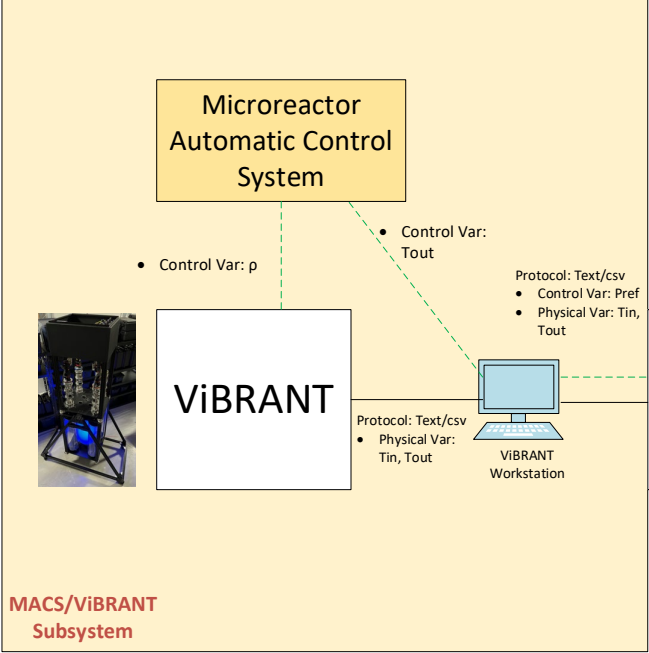 Microreactor
Automatic Control
System
• Control Var:
Tout
• Control Var: ρ
Protocol: Text/csv
• Control Var: Pref
• Physical Var: Tin,
Tout
ViBRANT
Protocol: Text/csv
• Physical Var:
Tin, Tout
ViBRANT
Workstation
MACS/ViBRANT
Subsystem